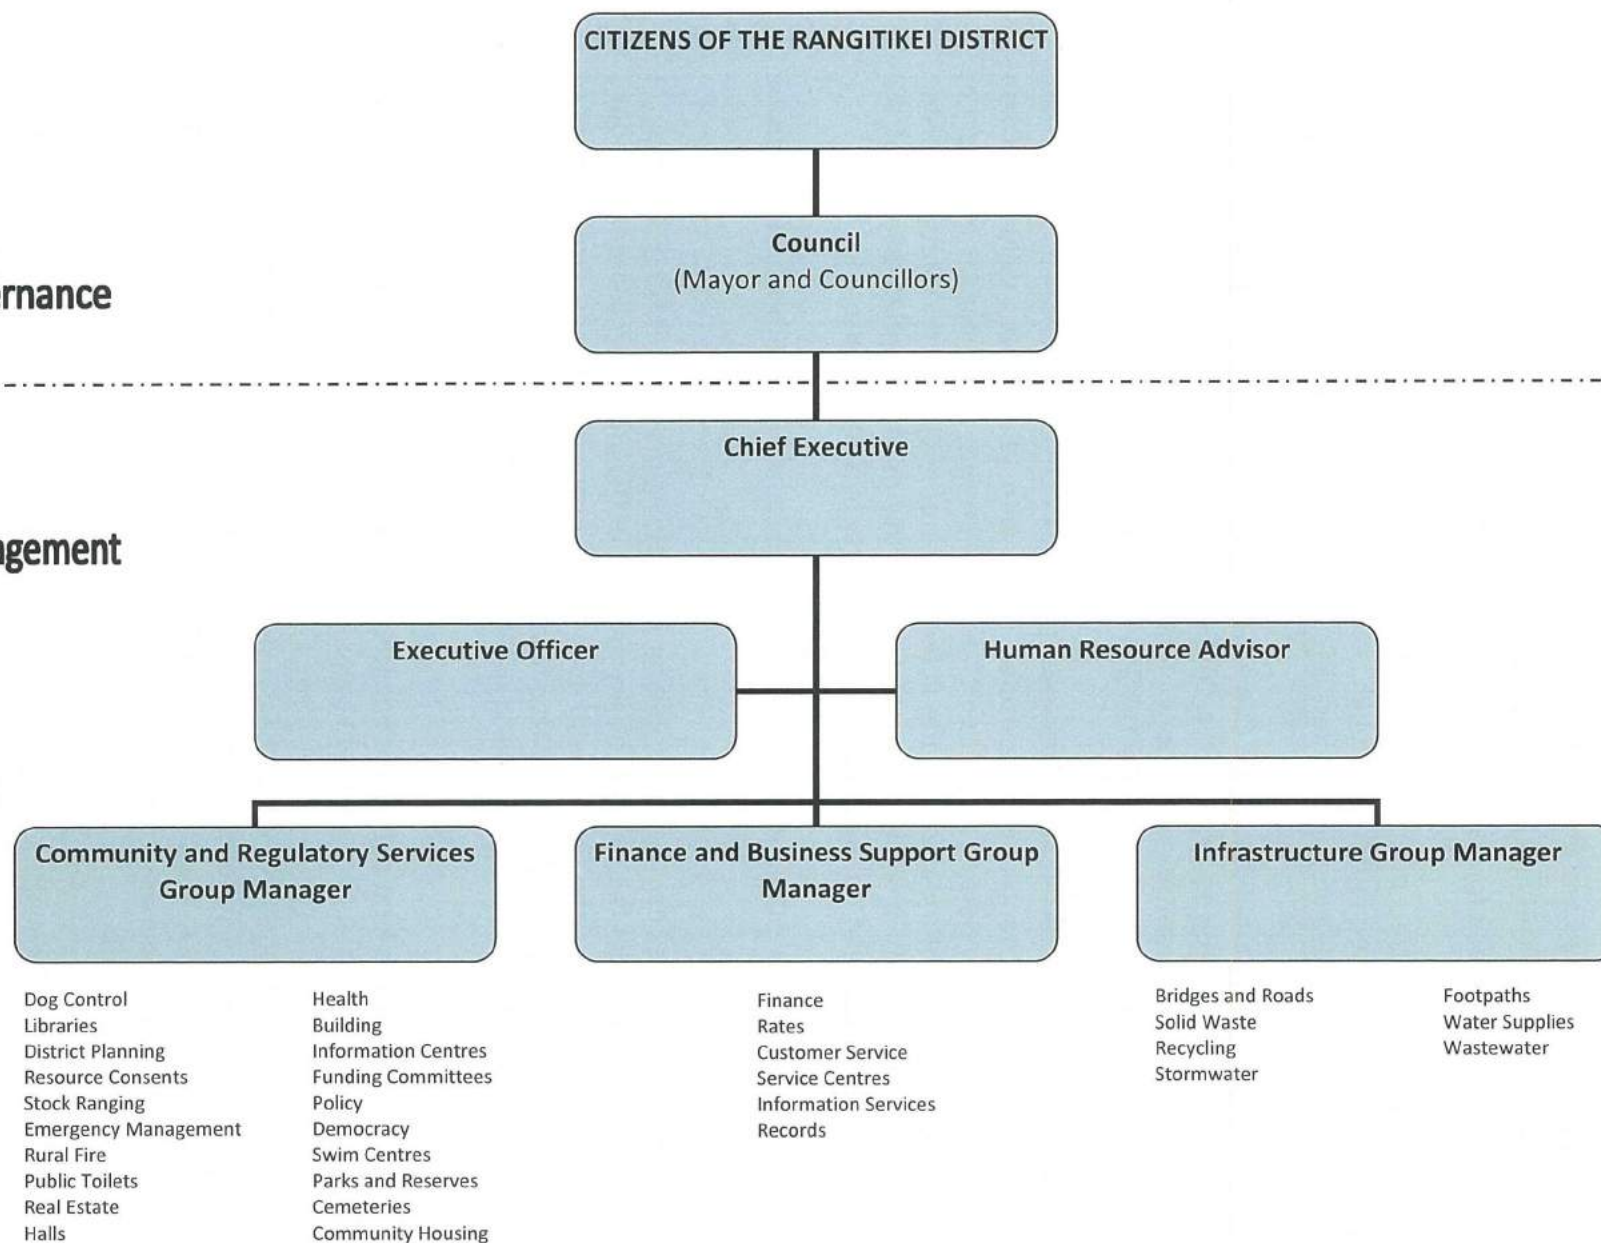 CITIZENS OF THE RANGITIKEI DISTRICT
Council
(Mayor and Councillors)
ernance
Chief Executive
agement
Executive Officer
Human Resource Advisor
Community and Regulatory Services
Group Manager
Finance and Business Support Group
Manager
Infrastructure Group Manager
Dog Control
Libraries
District Planning
Resource Consents
Stock Ranging
Emergency Management
Rural Fire
Public Toilets
Real Estate
Halls
Health
Building
Information Centres
Funding Committees
Policy
Democracy
Swim Centres
Parks and Reserves
Cemeteries
Community Housing
Finance
Rates
Customer Service
Service Centres
Information Services
Records
Bridges and Roads
Solid Waste
Recycling
Stormwater
Footpaths
Water Supplies
Wastewater